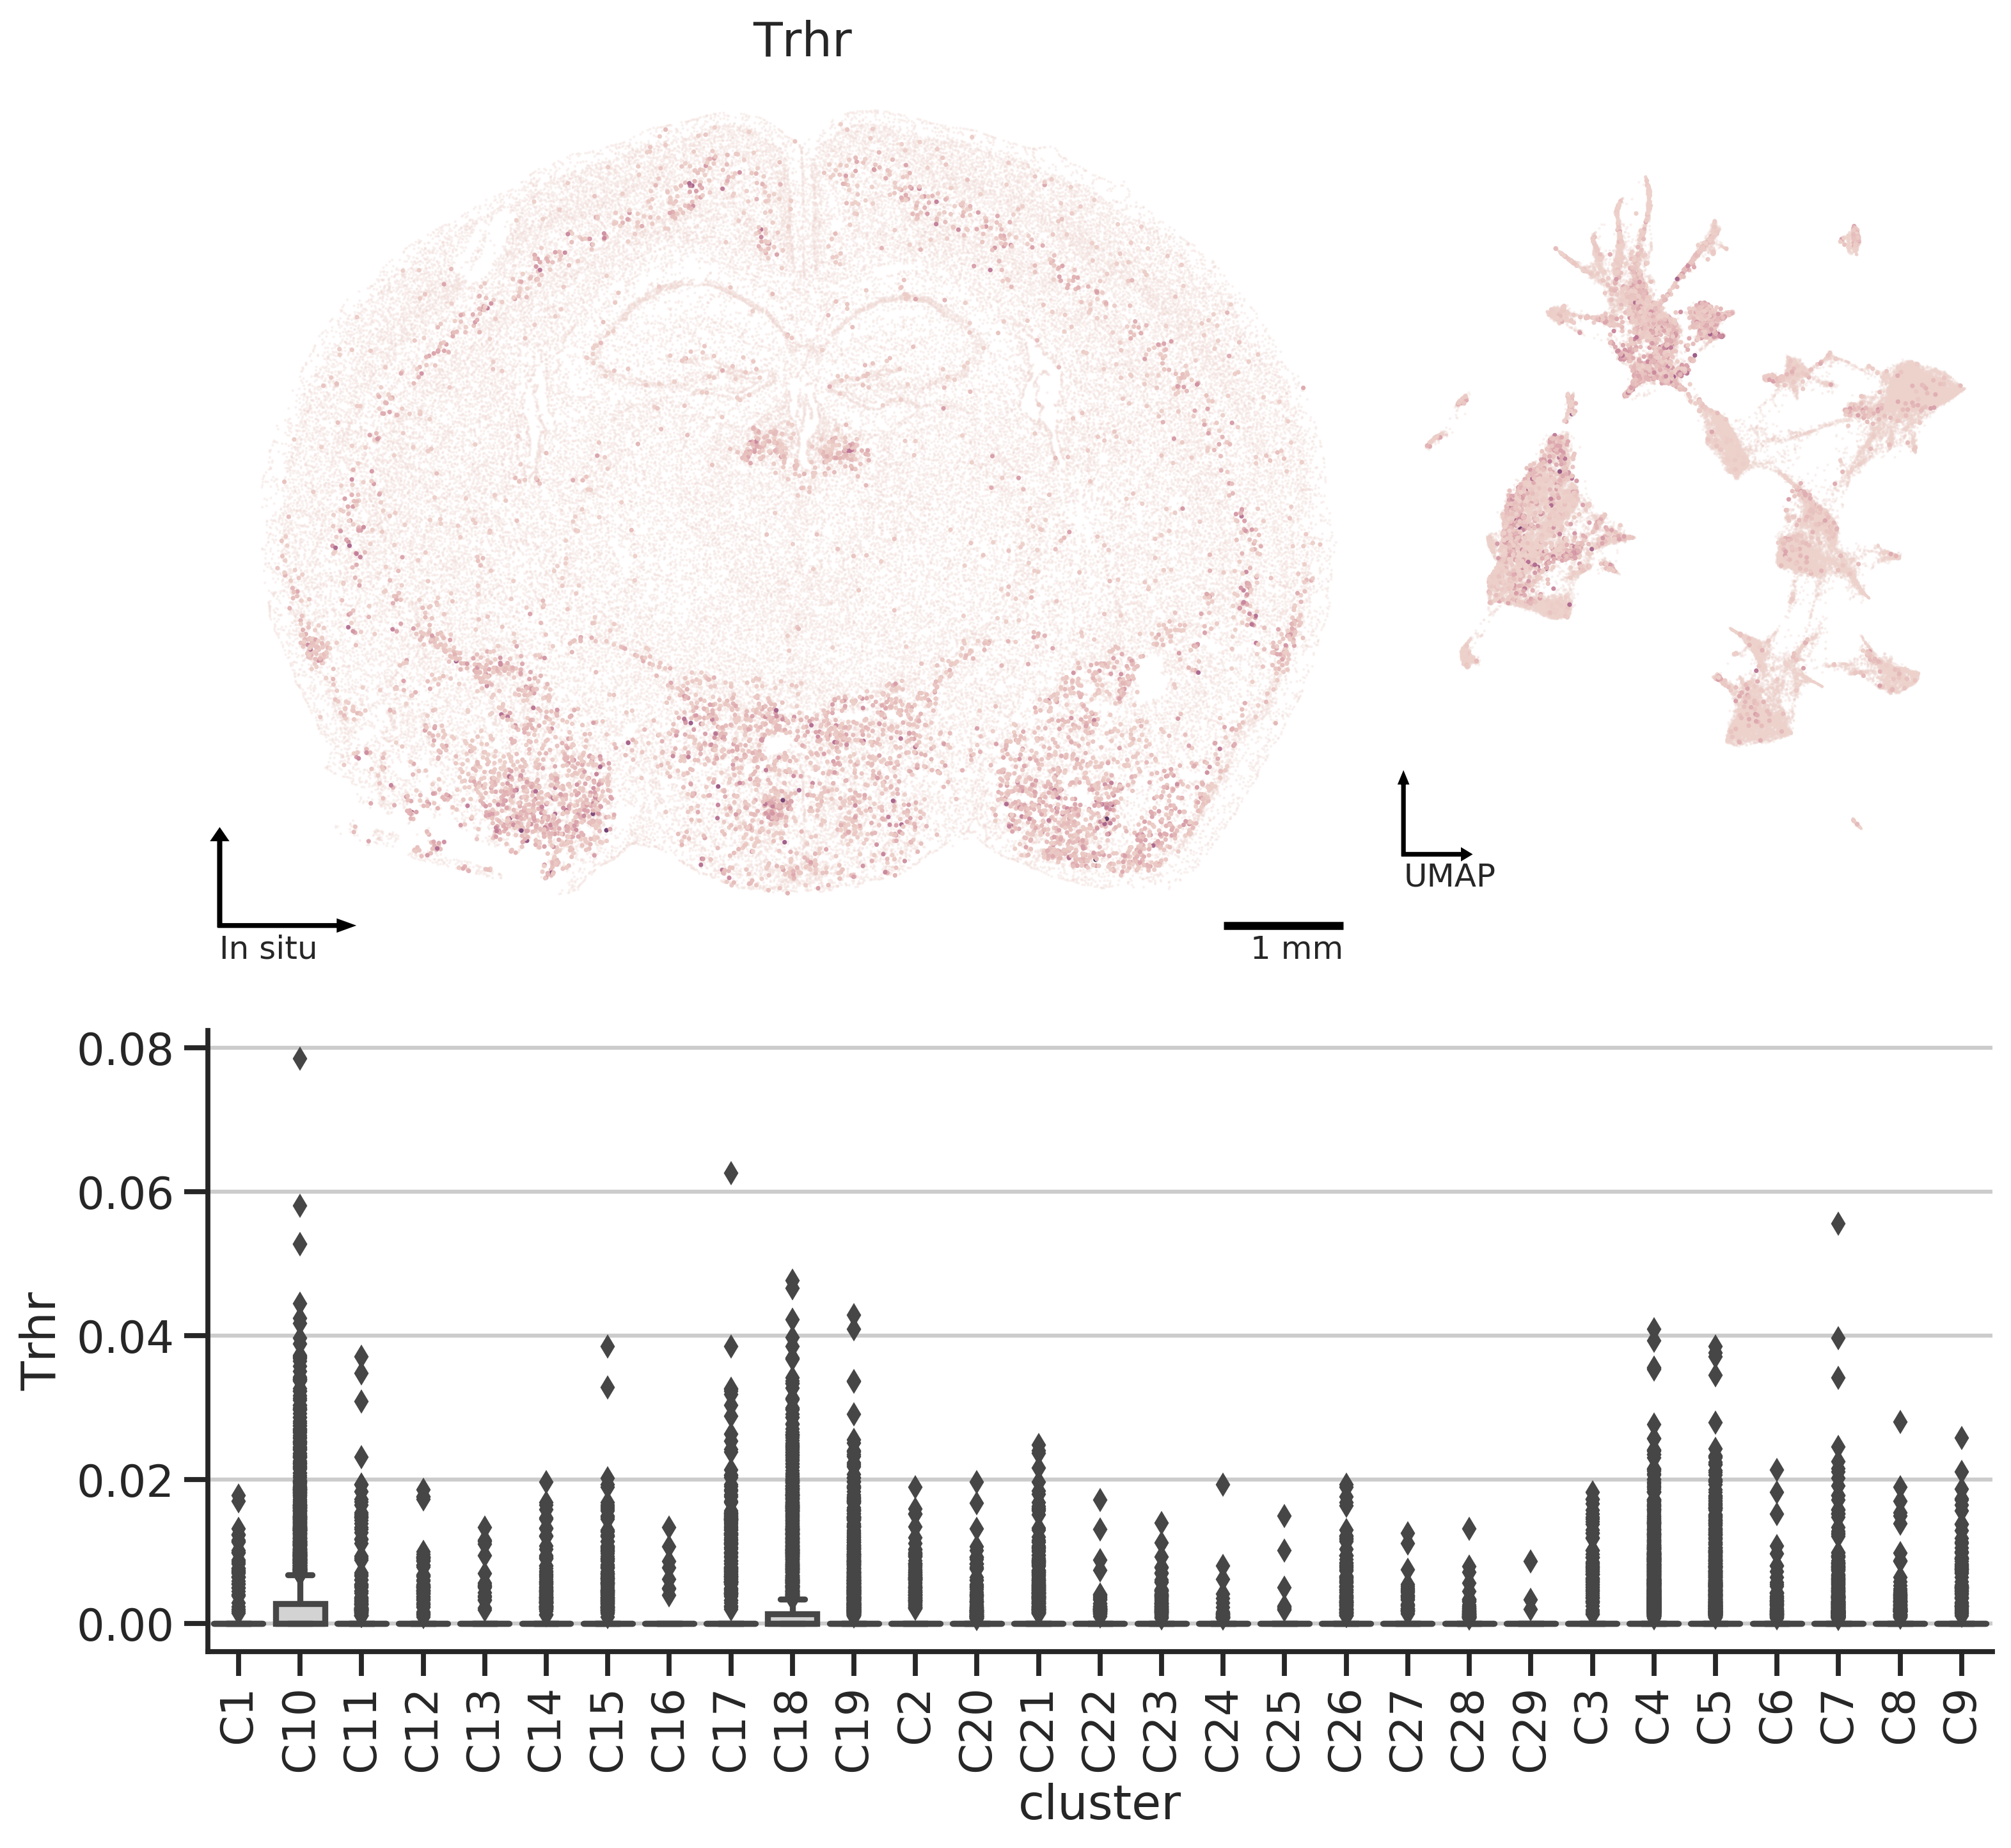 Trhr
In situ
1 mm
UMAP
0.08
0.06
0.04
0.02
0.00
Trhr
C1
C10
C11
C12
C13
C14
C15
C16
C17
C18
C19
C2
C20
C21
C22
C23
C24
C25
C26
C27
C28
C29
C3
C4
C5
C6
C7
C8
C9
cluster